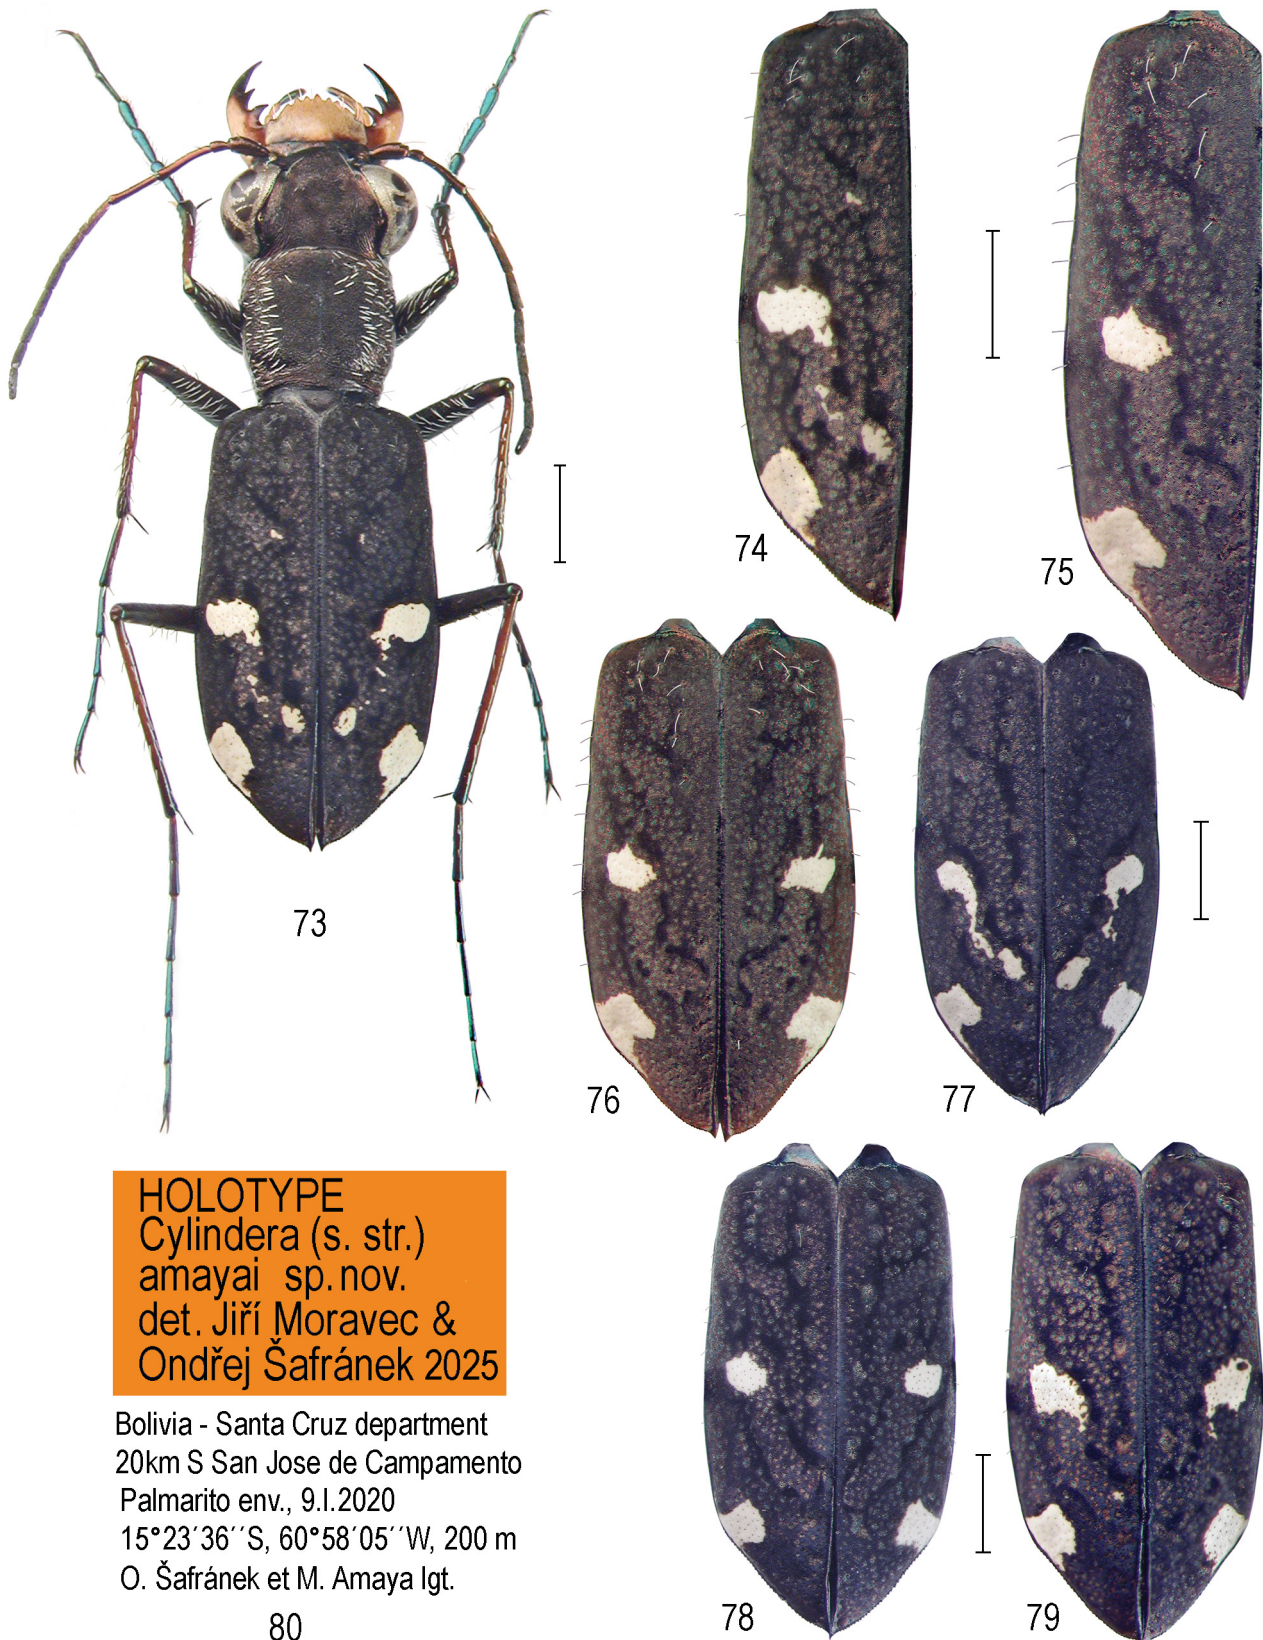 73
74
75
76
77
78
79
HOLOTYPE
Cylindera (s. str.)
amayai sp. nov.
det. Jiří Moravec &
Ondřej Šafránek 2025
Bolivia - Santa Cruz department
20km S San Jose de Campamento
Palmarito env., 9.I.2020
15°23´36´´S, 60°58´05´´W, 200 m
O. Šafránek et M. Amaya lgt.
80